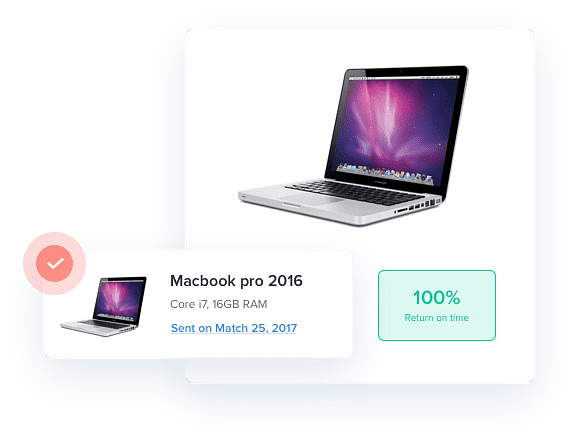 Macbook pro 2016
Core i7, 16GB RAM
Sent on Match 25, 2017
100%
Return on time